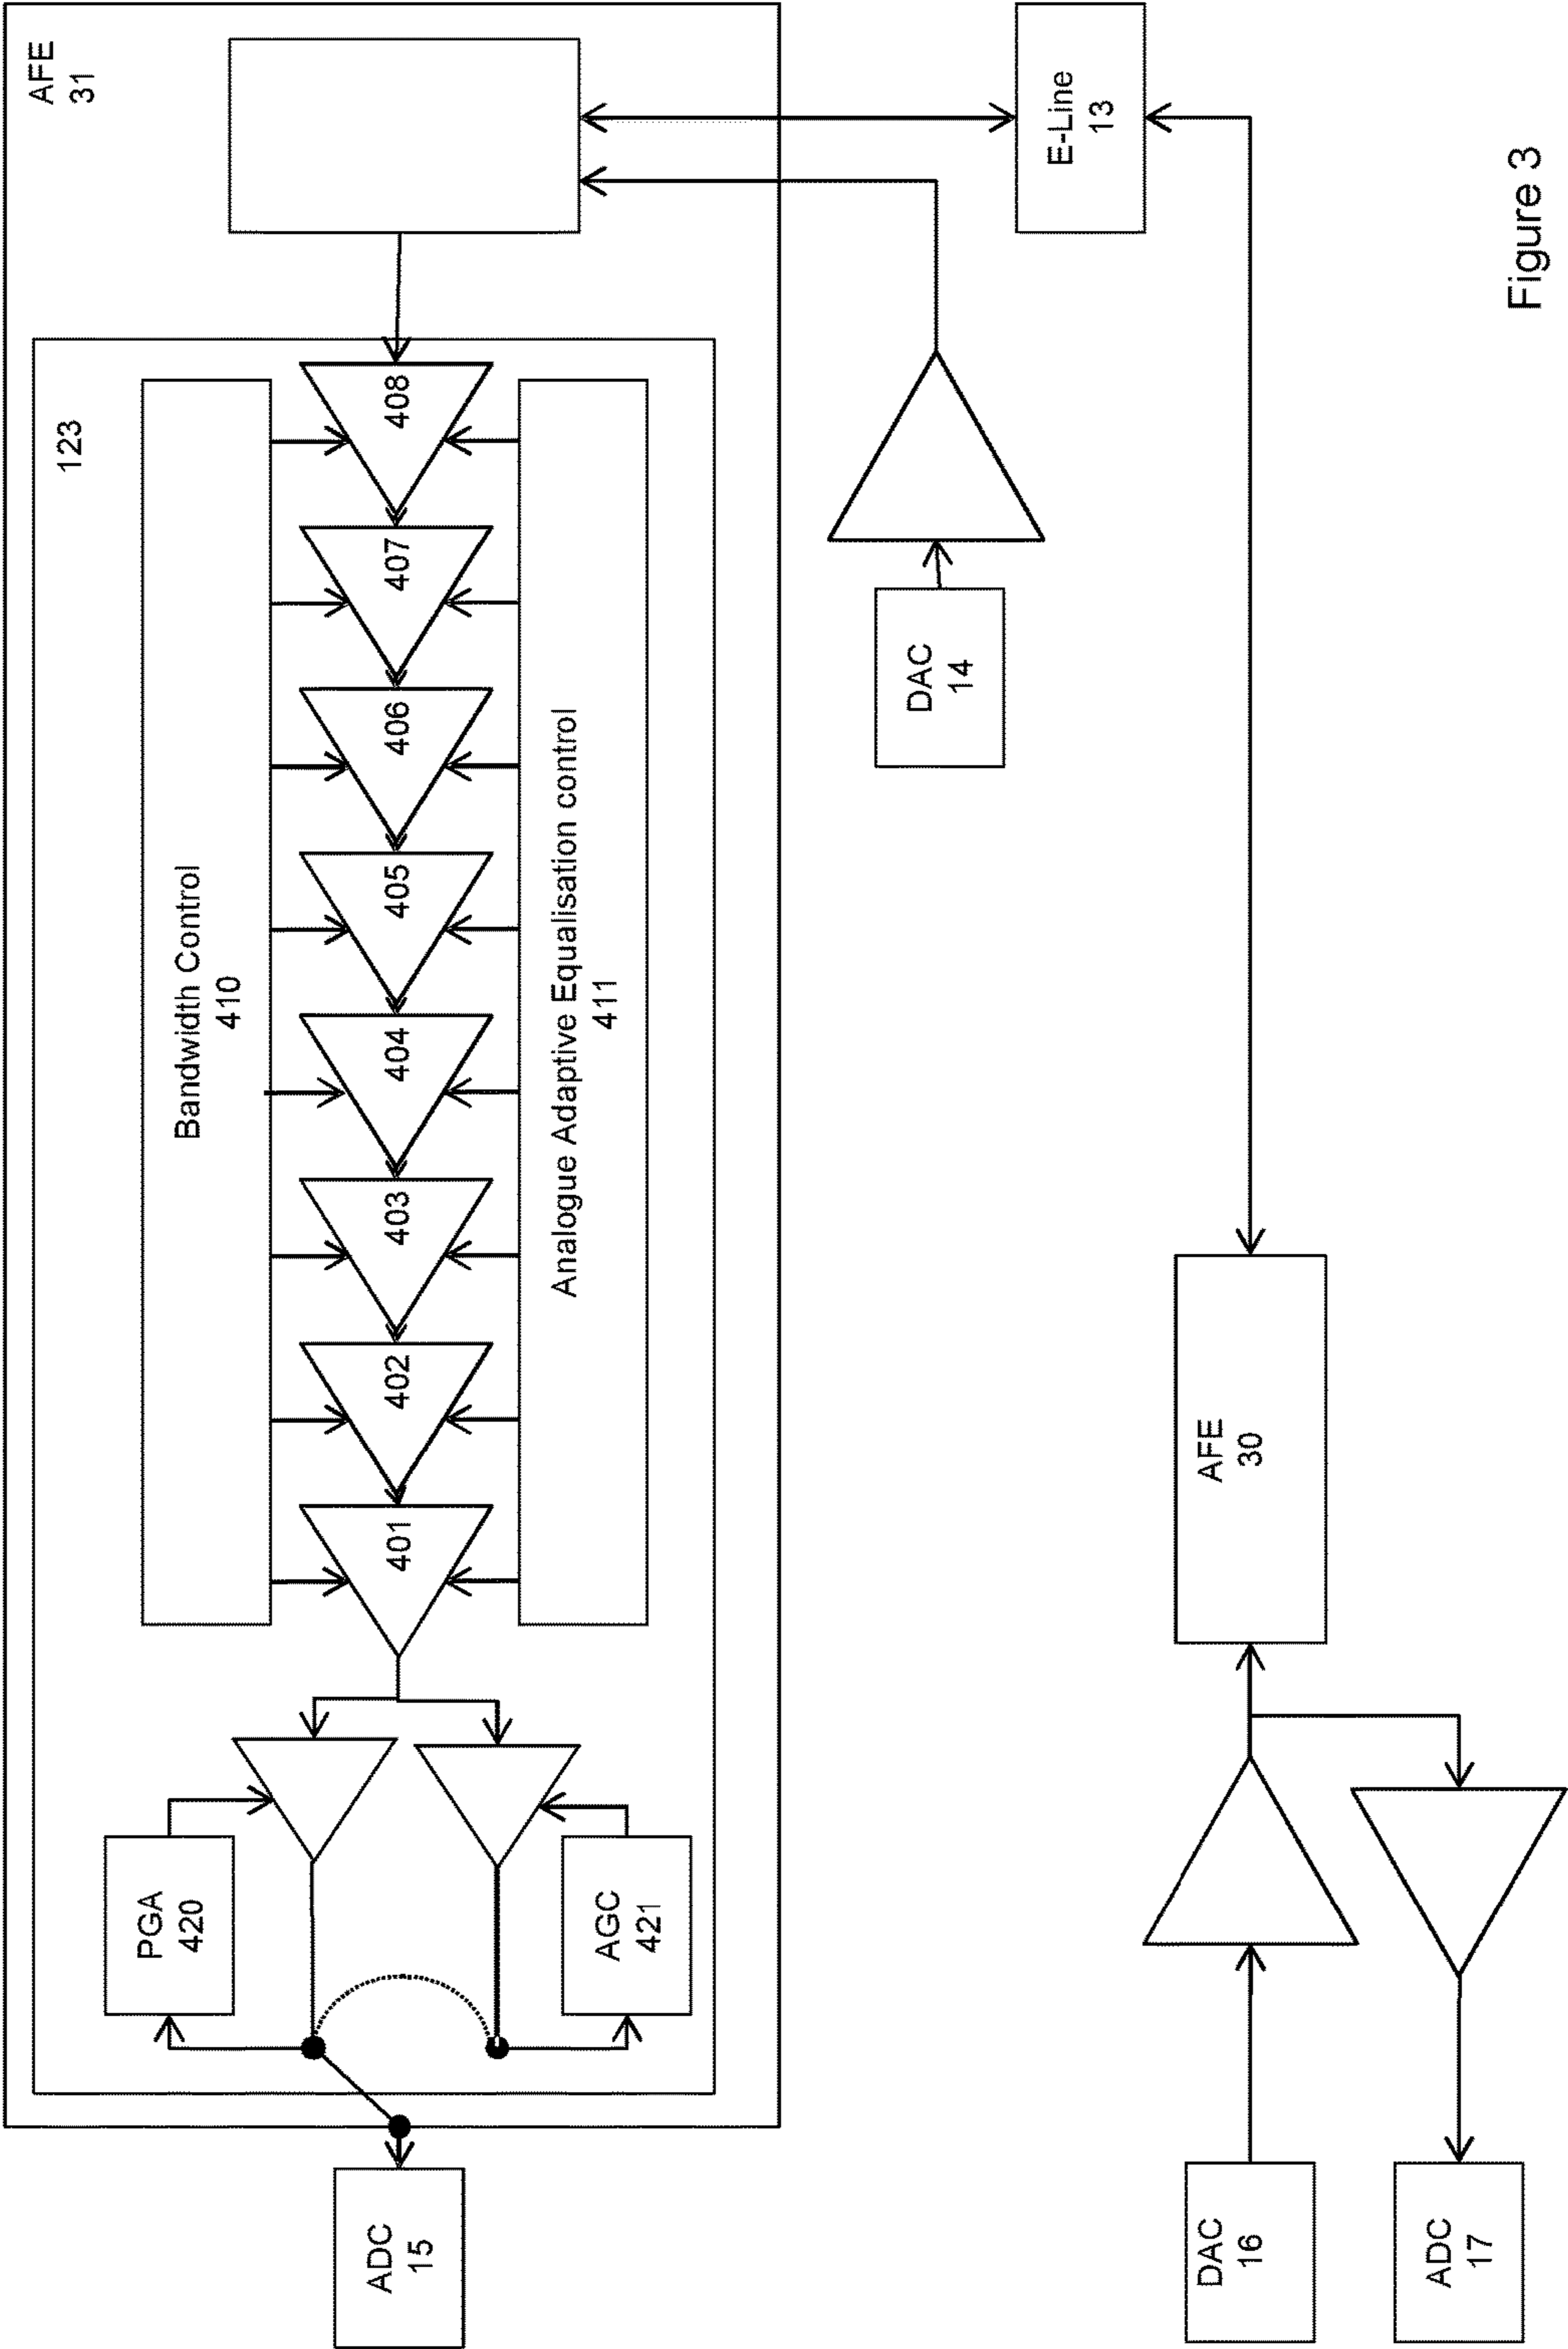 AFE
31
123
Bandwidth Control
410
408
407
406
405
404
403
402
401
Analogue Adaptive Equalisation control
411
PGA
420
AGC
421
ADC
15
E-Line
13
DAC
14
AFE
30
DAC
16
ADC
17
Figure 3